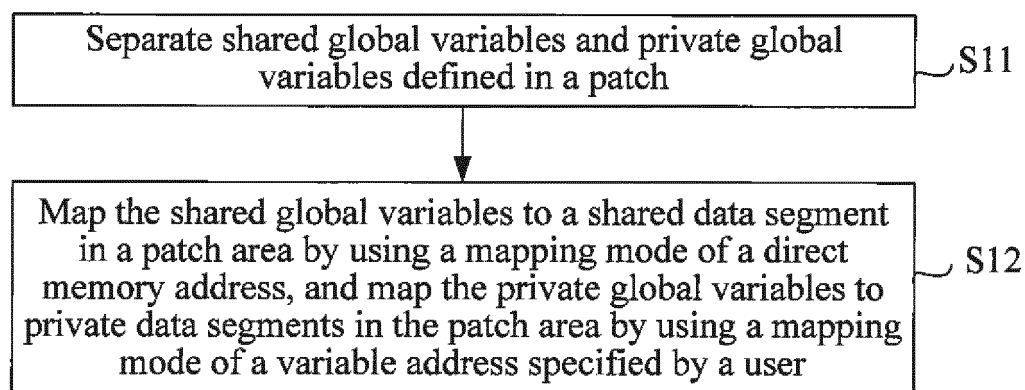 Separate shared global variables and private global
variables defined in a patch
S11
Map the shared global variables to a shared data segment
in a patch area by using a mapping mode of a direct
memory address, and map the private global variables to
private data segments in the patch area by using a mapping
mode of a variable address specified by a user
S12